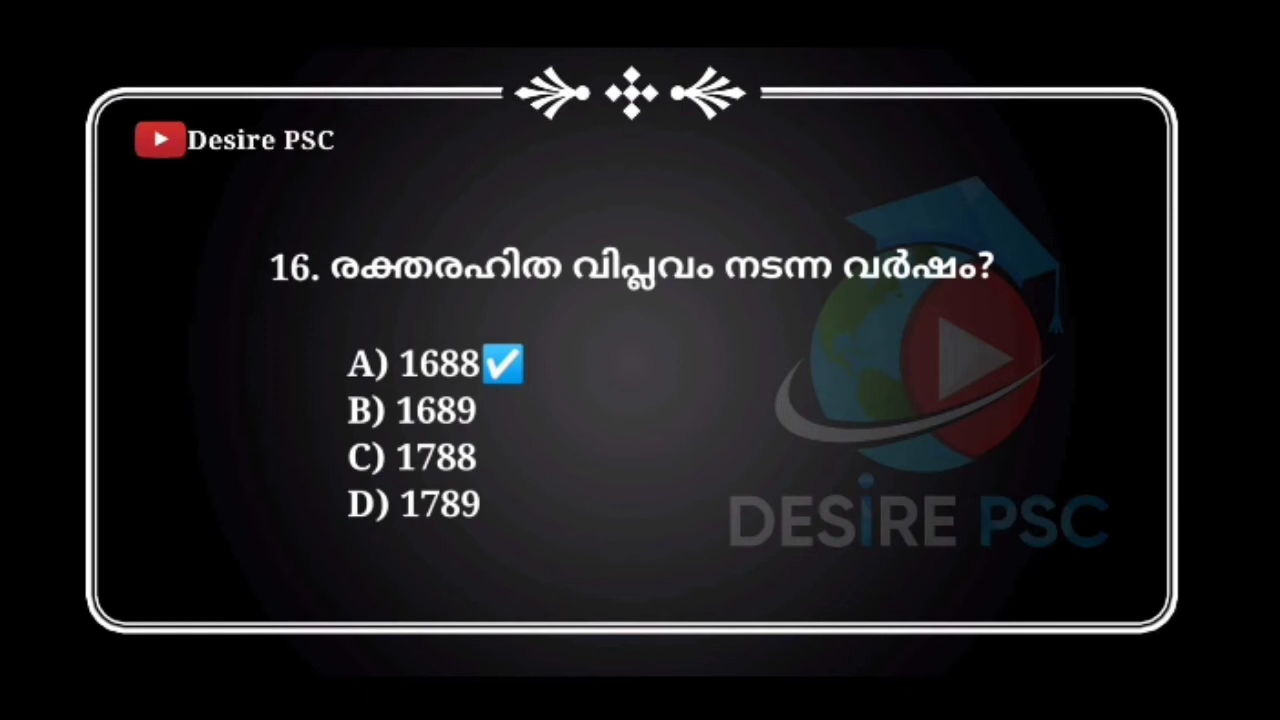 Desire PSC
16. രക്തരഹിത വിപ്ലവം നടന്ന വർഷം?
A) 1688✅
B) 1689
C) 1788
D) 1789
DESiRE PSC